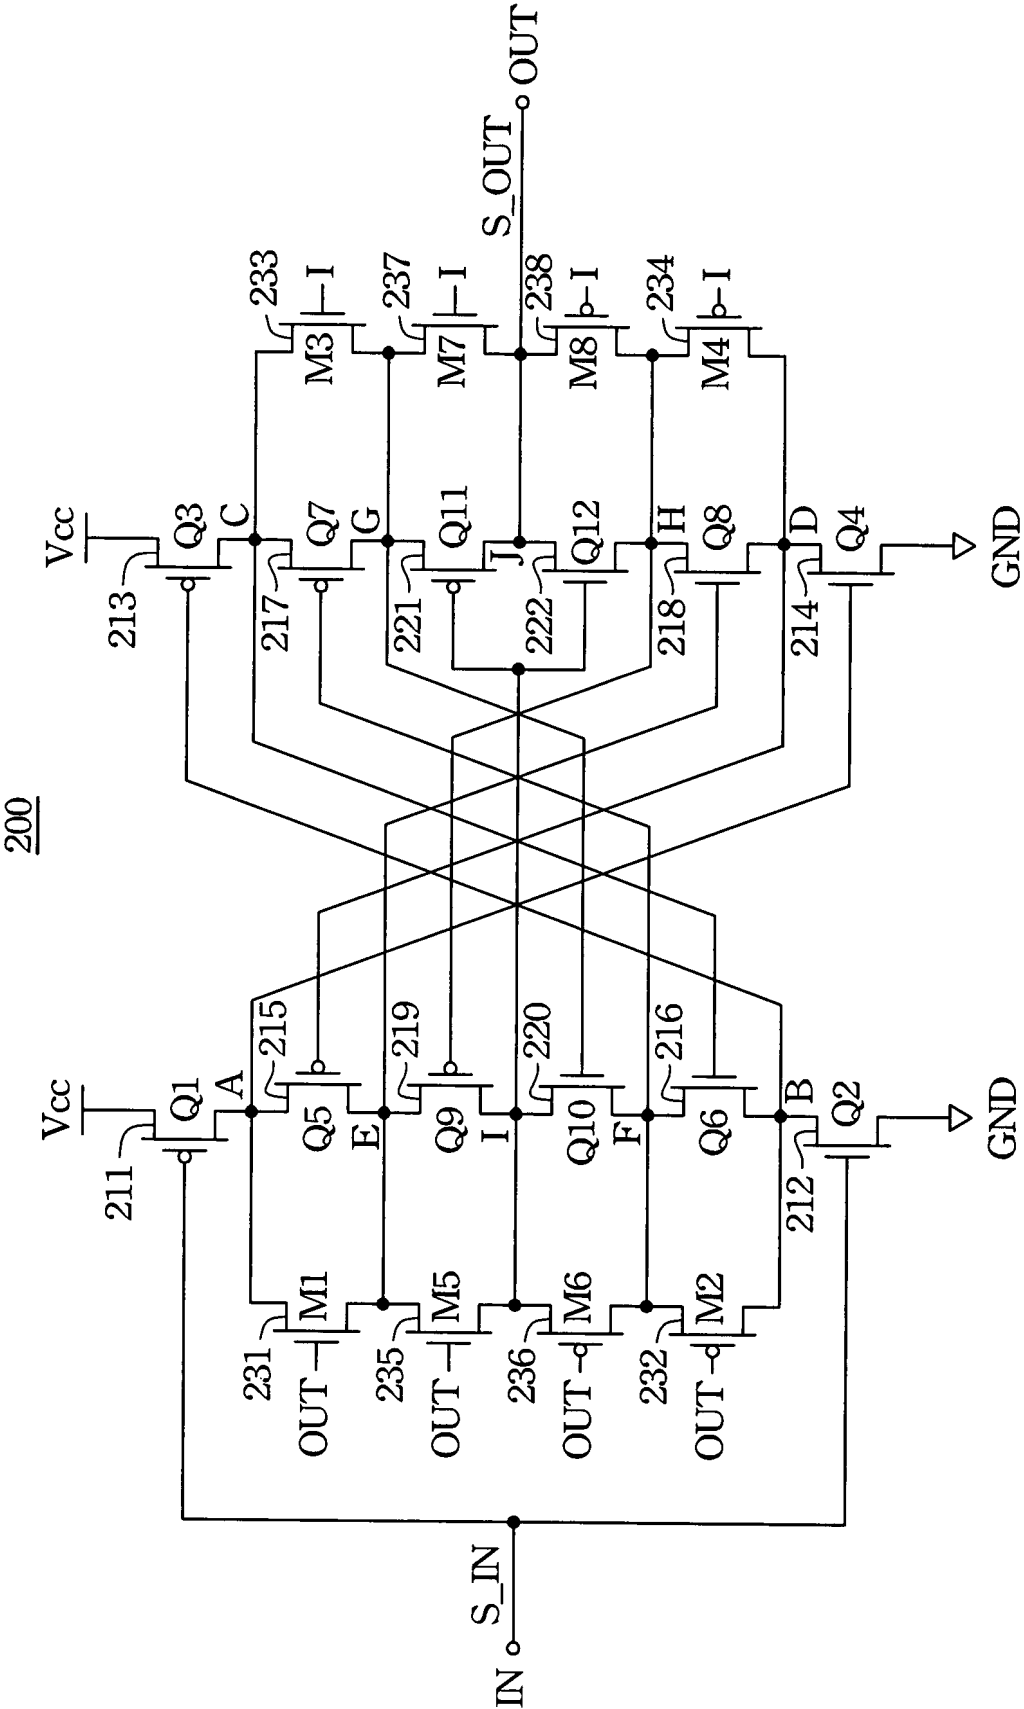 200
Vcc
Vcc
211
Q1
213
Q3
A
C
231
M1
215
Q5
217
Q7
233
M3
I
OUT
E
G
235
M5
219
Q9
221
Q11
237
M7
I
OUT
IN
S_IN
I
J
S_OUT
OUT
236
M6
220
Q10
222
Q12
238
M8
I
OUT
F
H
232
M2
216
Q6
218
Q8
234
M4
I
OUT
B
D
212
Q2
214
Q4
GND
GND